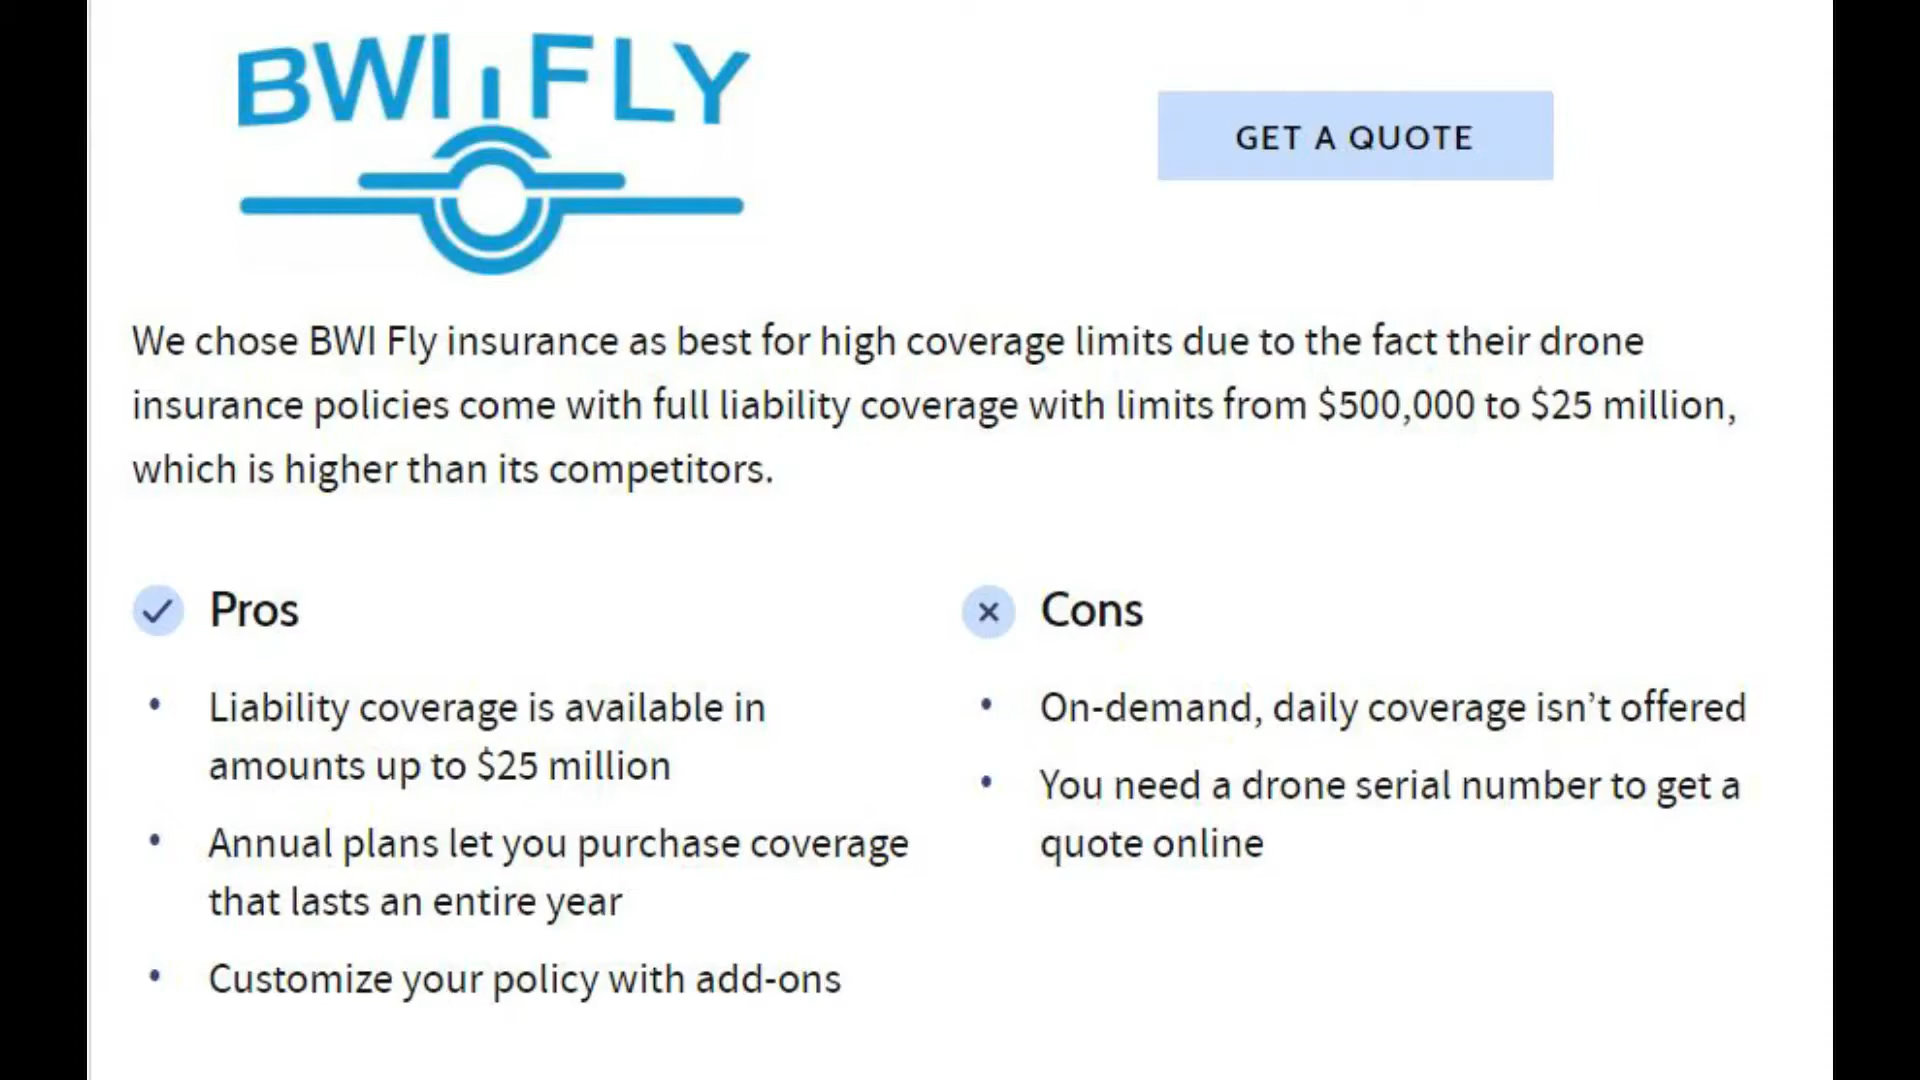 BWI FLY
GET A QUOTE
We chose BWI Fly insurance as best for high coverage limits due to the fact their drone
insurance policies come with full liability coverage with limits from $500,000 to $25 million,
which is higher than its competitors.
Pros
• Liability coverage is available in
amounts up to $25 million
• Annual plans let you purchase coverage
that lasts an entire year
• Customize your policy with add-ons
Cons
• On-demand, daily coverage isn’t offered
• You need a drone serial number to get a
quote online